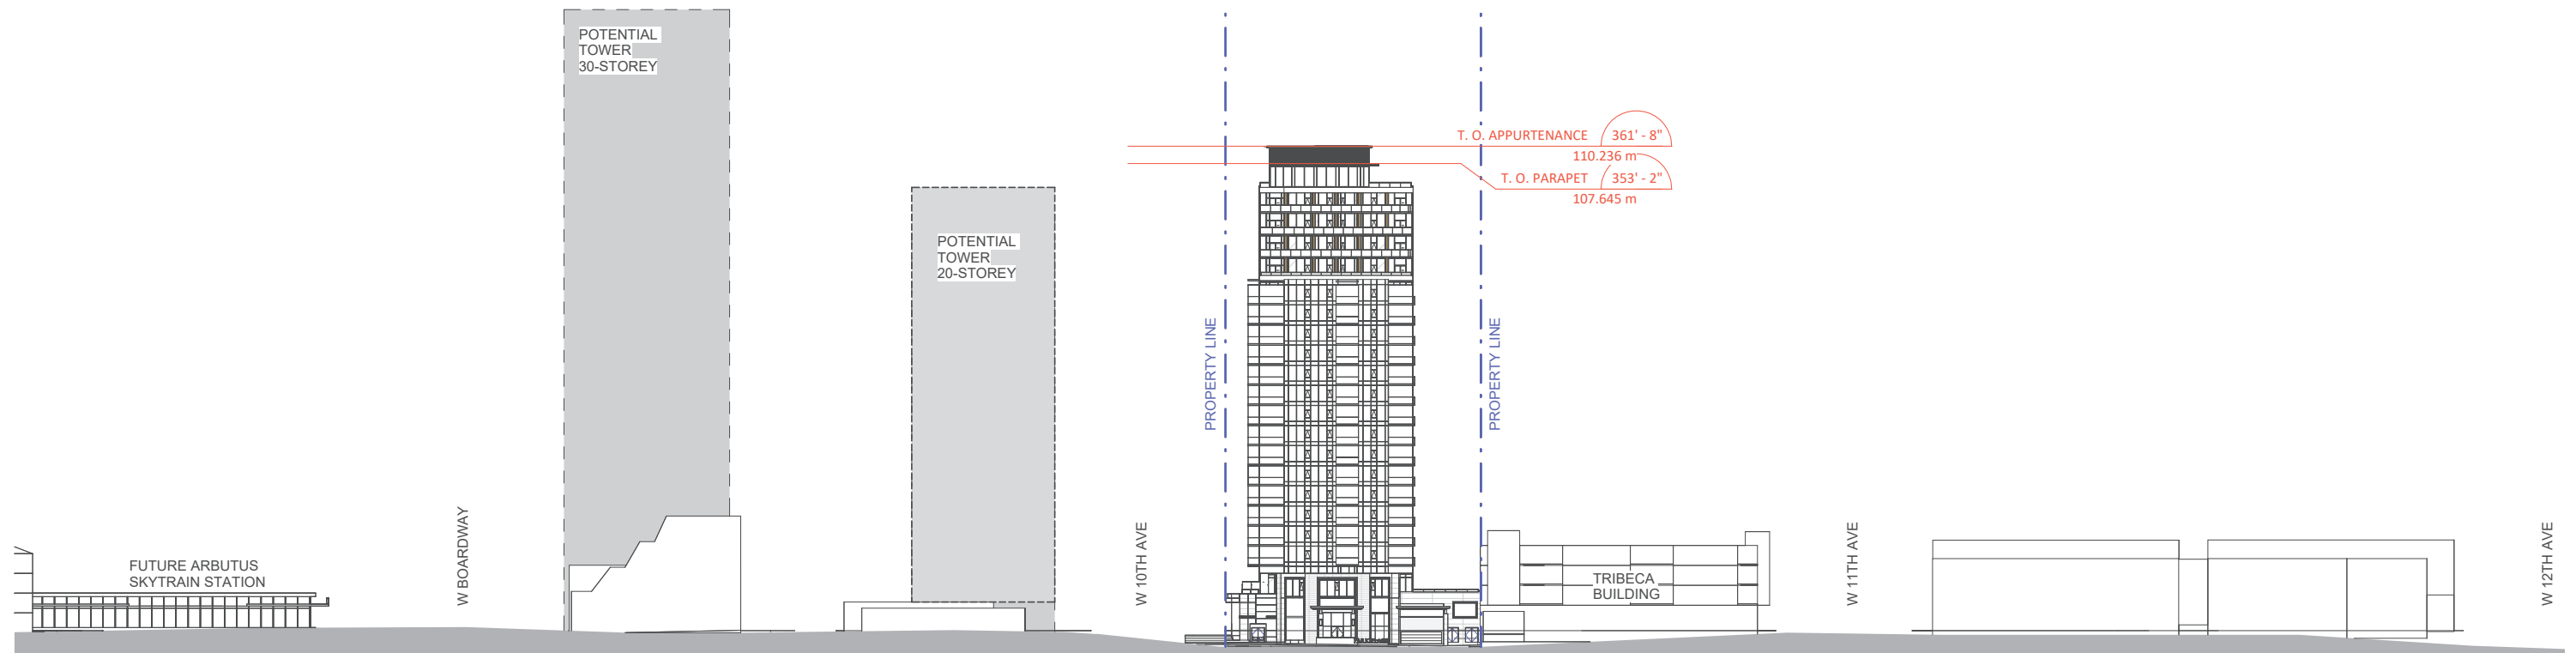 POTENTIAL
TOWER
30-STOREY
T. O. APPURTENANCE 361' - 8"
110.236 m
T. O. PARAPET 353' - 2"
107.645 m
POTENTIAL
TOWER
20-STOREY
PROPERTY LINE
PROPERTY LINE
FUTURE ARBUTUS
SKYTRAIN STATION
W BOARDWAY
W 10TH AVE
TRIBECA
BUILDING
W 11TH AVE
W 12TH AVE